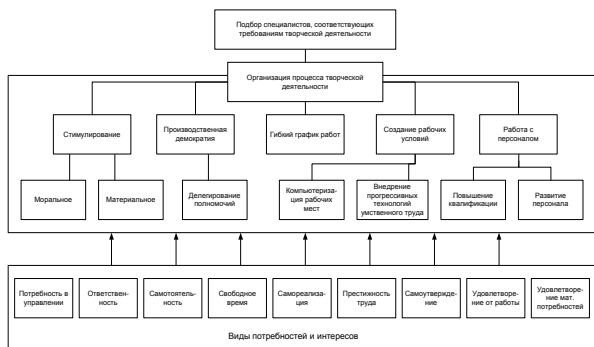 Подбор специалистов, соответствующих
требованиям творческой деятельности
Организация процесса творческой
деятельности
Стимулирование
Производственная
демократия
Гибкий график работ
Создание рабочих
условий
Работа с
персоналом
Моральное
Материальное
Делегирование
полномочий
Компьютериза-
ция рабочих
мест
Внедрение
прогрессивных
технологий
умственного труда
Повышение
квалификации
Развитие
персонала
Потребность в
управлении
Ответствен-
ность
Самотоятель-
ность
Свободное
время
Самореализа-
ция
Престижность
труда
Самоутвержде-
ние
Удовлетворе-
ние от работы
Удовлетворе-
ние мат.
потребностей
Виды потребностей и интересов